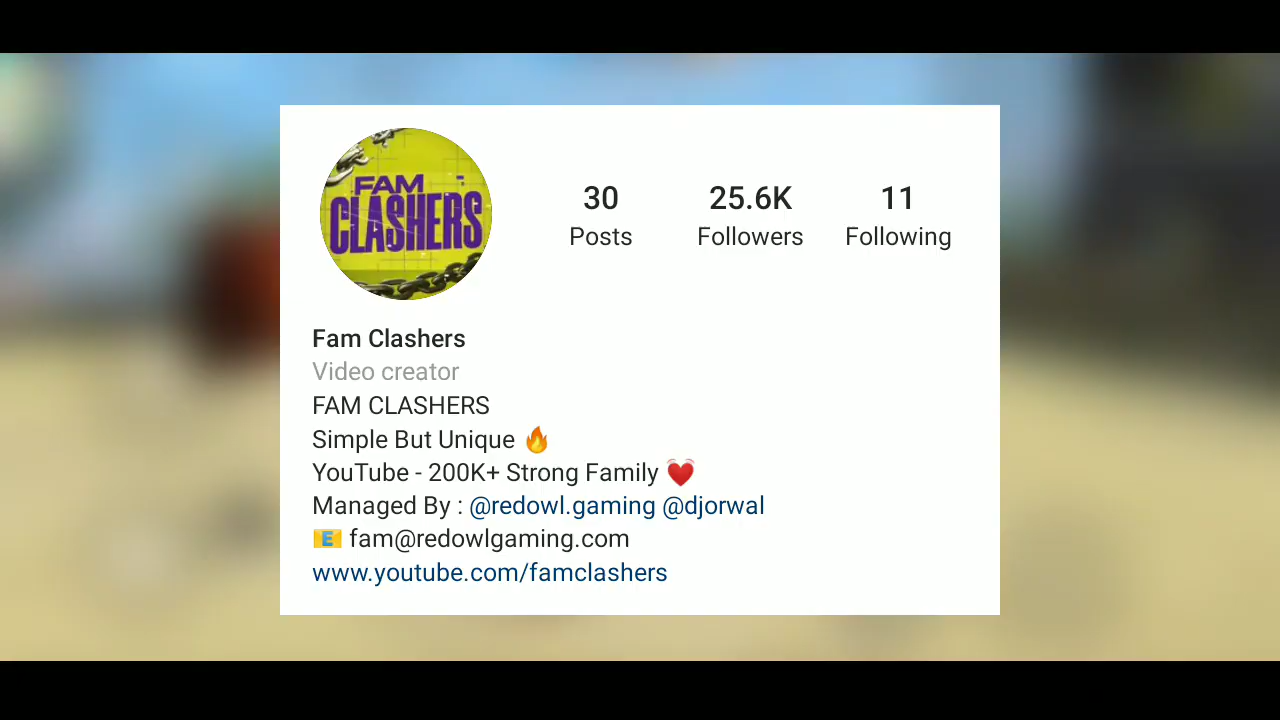 FAM
CLASHERS
30 25.6K 11
Posts Followers Following
Fam Clashers
Video creator
FAM CLASHERS
Simple But Unique 🔥
YouTube - 200K+ Strong Family 💓
Managed By : @redowl.gaming @djorwal
📧 fam@redowlgaming.com
www.youtube.com/famclashers